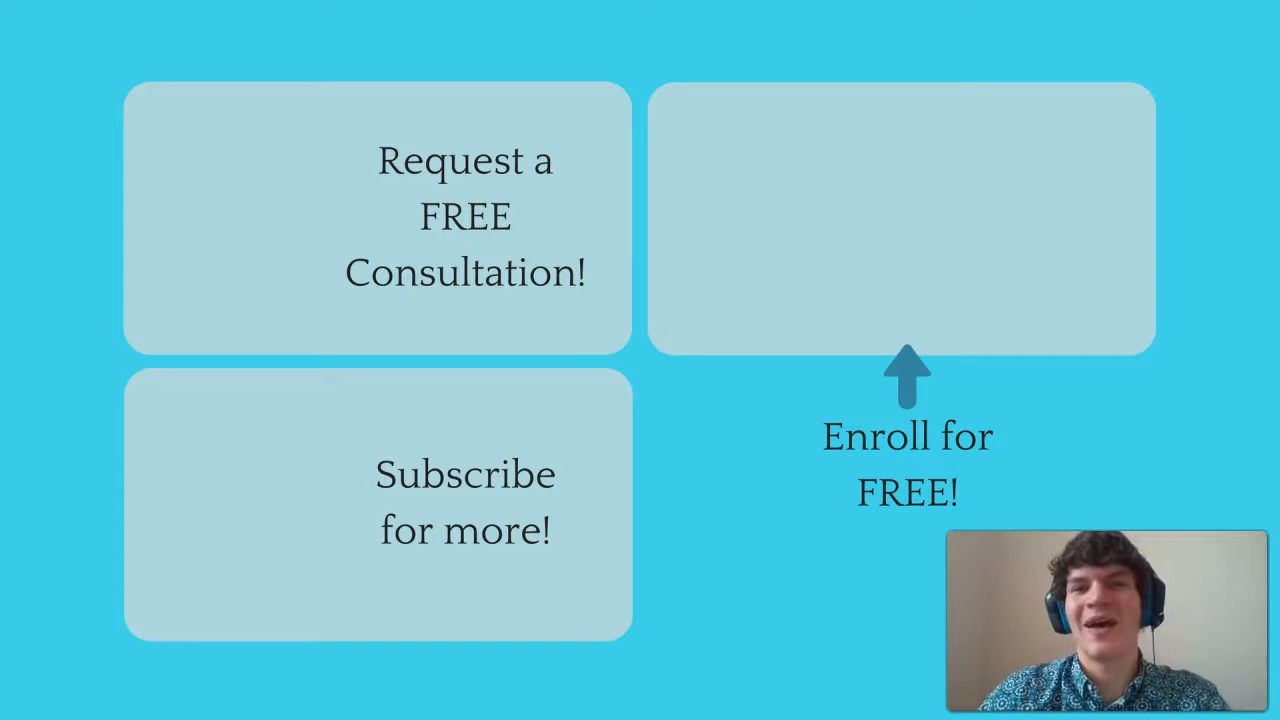 Request a
FREE
Consultation!
Subscribe
for more!
Enroll for
FREE!